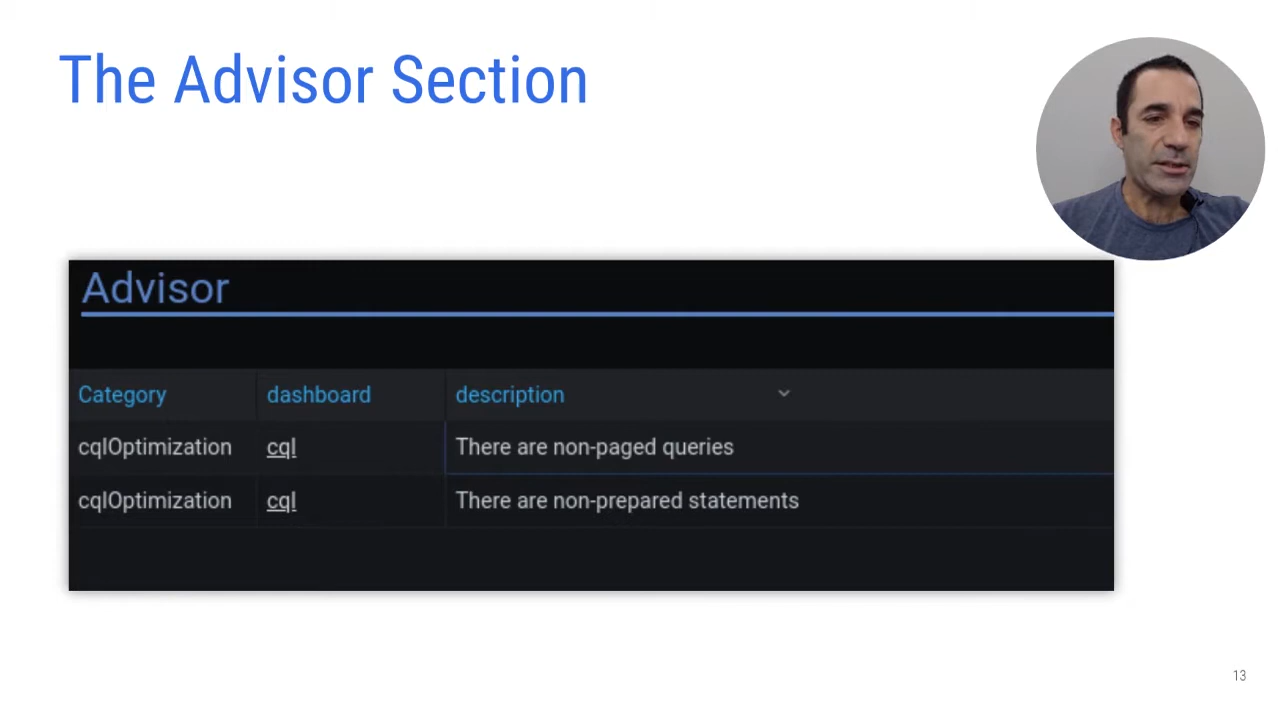 The Advisor Section
Advisor
Category dashboard description
cqlOptimization cql There are non-paged queries
cqlOptimization cql There are non-prepared statements
13